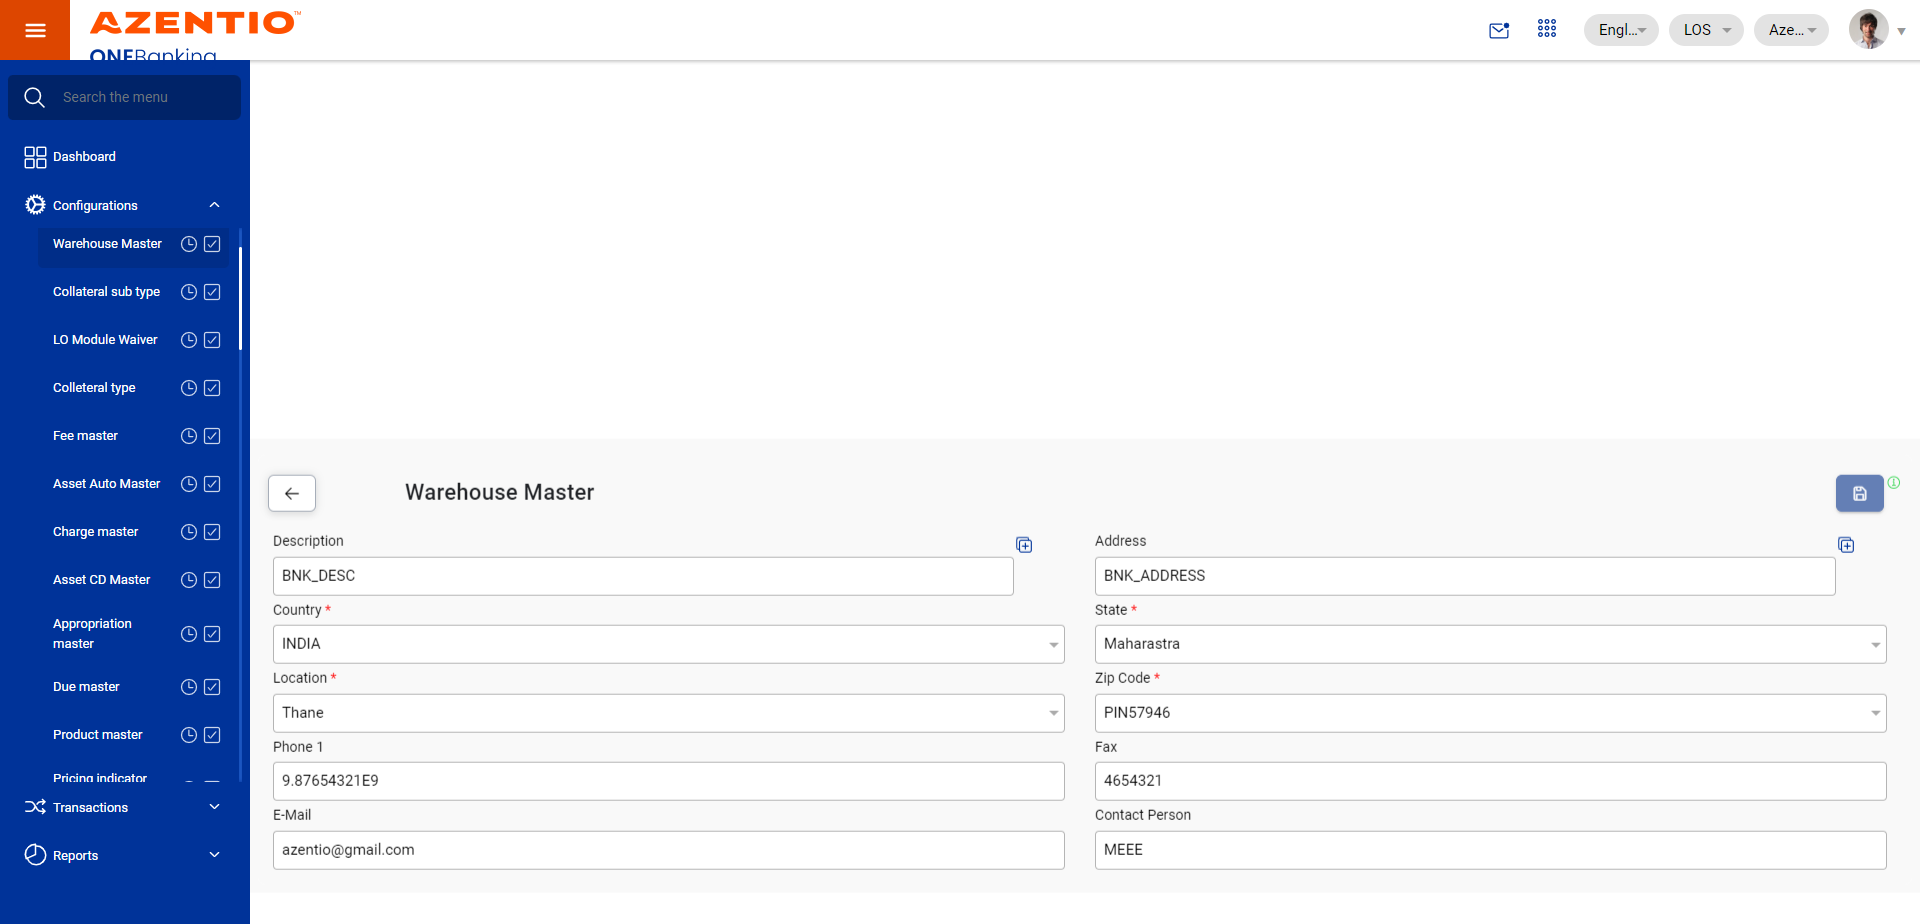 AZENTIO™
ONEBanking
Engl...
LOS
Aze...
Search the menu
Dashboard
Configurations
Warehouse Master
Collateral sub type
LO Module Waiver
Colleteral type
Fee master
Asset Auto Master
Charge master
Asset CD Master
Appropriation
master
Due master
Product master
Pricing indicator
Transactions
Reports
Warehouse Master
Description
BNK_DESC
Address
BNK_ADDRESS
Country *
INDIA
State *
Maharastra
Location *
Thane
Zip Code *
PIN57946
Phone 1
9.87654321E9
Fax
4654321
E-Mail
azentio@gmail.com
Contact Person
MEEE